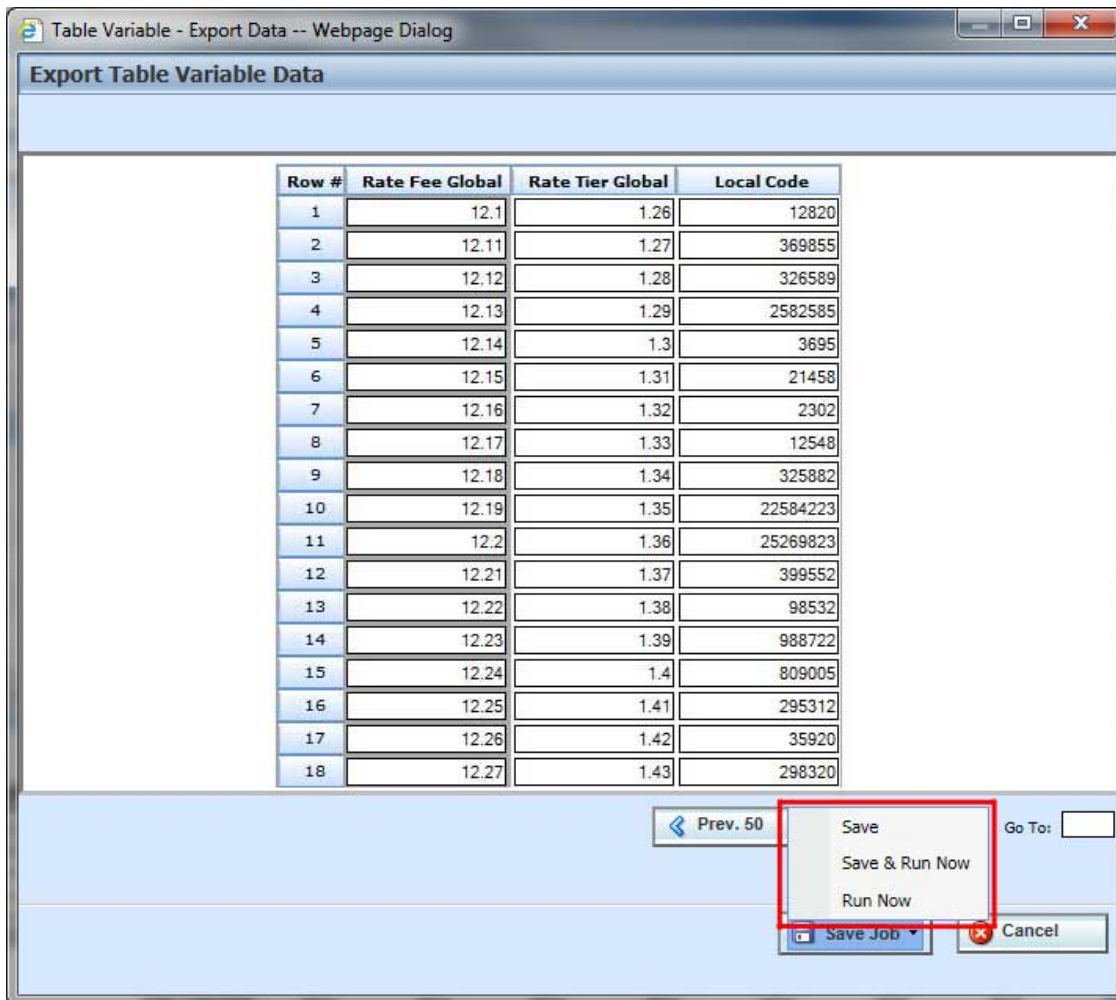 Table Variable - Export Data -- Webpage Dialog
Export Table Variable Data
Row # Rate Fee Global Rate Tier Global Local Code
1 12.1 1.26 12820
2 12.11 1.27 369855
3 12.12 1.28 326589
4 12.13 1.29 2582585
5 12.14 1.3 3695
6 12.15 1.31 21458
7 12.16 1.32 2302
8 12.17 1.33 12548
9 12.18 1.34 325882
10 12.19 1.35 22584223
11 12.2 1.36 25269823
12 12.21 1.37 399552
13 12.22 1.38 98532
14 12.23 1.39 988722
15 12.24 1.4 809005
16 12.25 1.41 295312
17 12.26 1.42 35920
18 12.27 1.43 298320
Prev. 50 Save Go To:
Save & Run Now
Run Now
Save Job Cancel